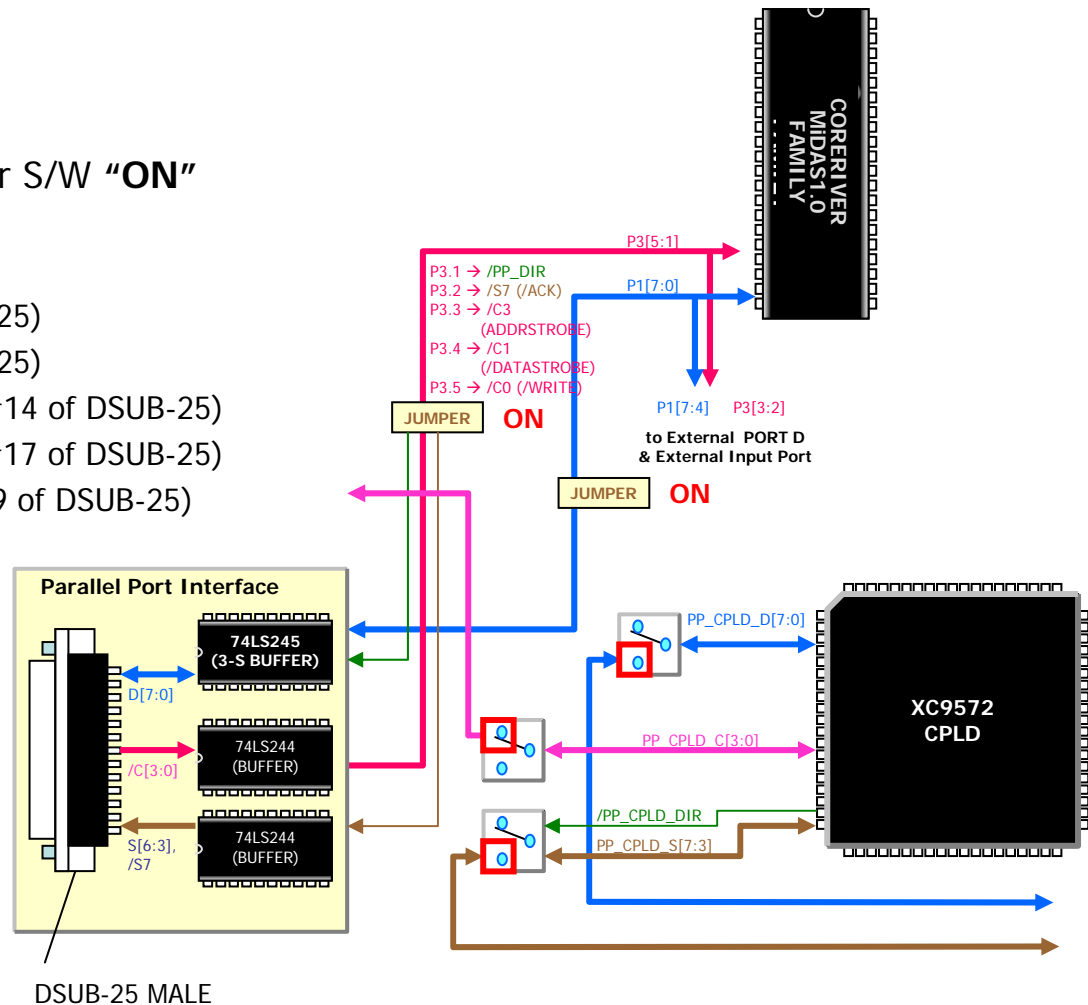 r S/W “ON”
25)
25)
14 of DSUB-25)
17 of DSUB-25)
9 of DSUB-25)
CORERIVER
MiDAS1.0
FAMILY
P3[5:1]
P1[7:0]
P3.1 → /PP_DIR
P3.2 → /S7 (/ACK)
P3.3 → /C3
(ADDRSTROBE)
P3.4 → /C1
(/DATASTROBE)
P3.5 → /C0 (/WRITE)
JUMPER
ON
P1[7:4]
P3[3:2]
to External PORT D
& External Input Port
JUMPER
ON
Parallel Port Interface
74LS245
(3-S BUFFER)
D[7:0]
74LS244
(BUFFER)
/C[3:0]
74LS244
(BUFFER)
S[6:3],
/S7
DSUB-25 MALE
PP_CPLD_D[7:0]
PP_CPLD_C[3:0]
/PP_CPLD_DIR
PP_CPLD_S[7:3]
XC9572
CPLD